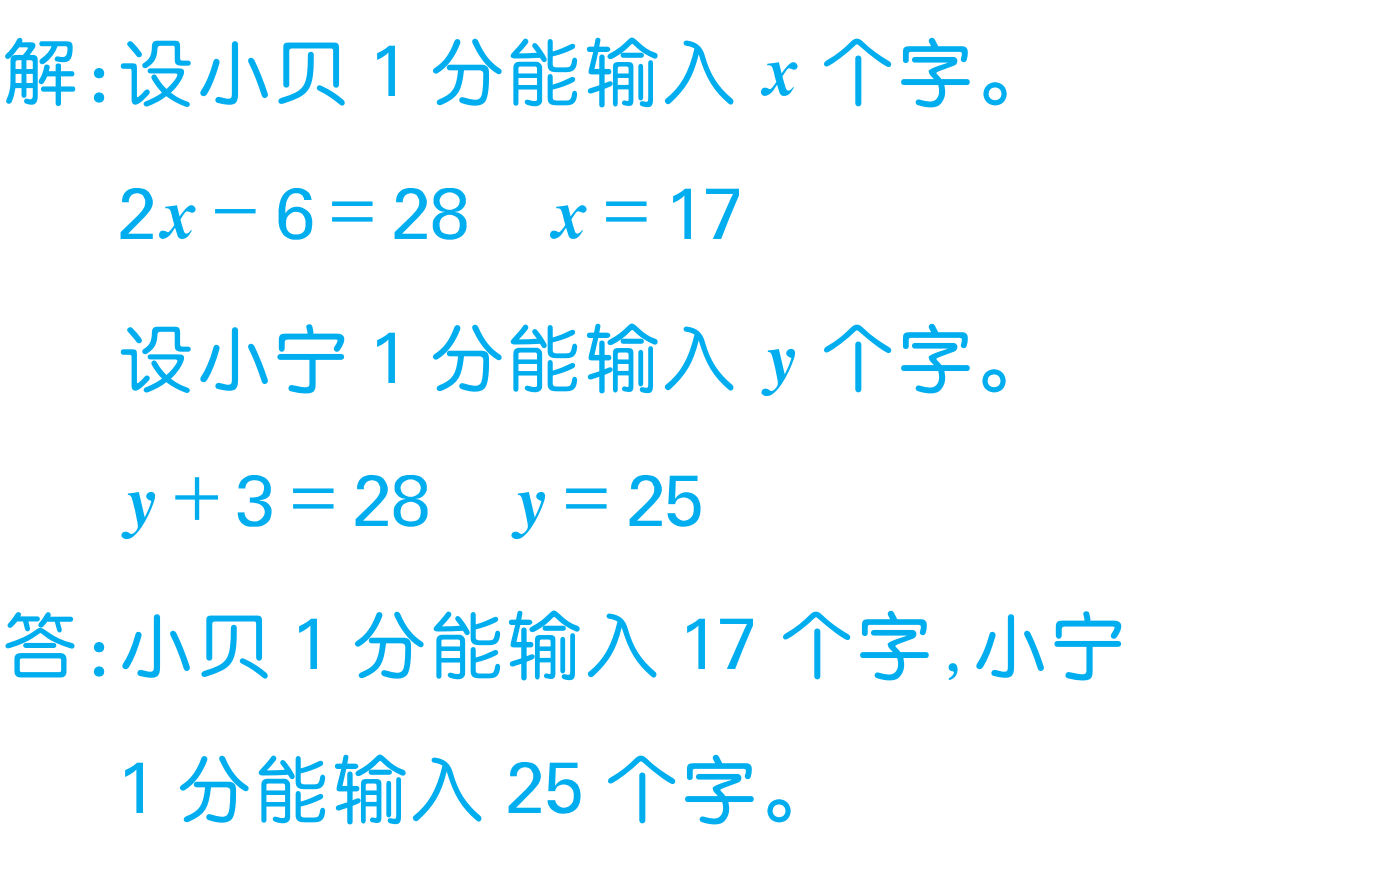 解:设小贝 1 分能输入 x 个字。
2x－6＝28　x＝17
设小宁 1 分能输入 y 个字。
y＋3＝28　y＝25
答:小贝 1 分能输入 17 个字,小宁
1 分能输入 25 个字。